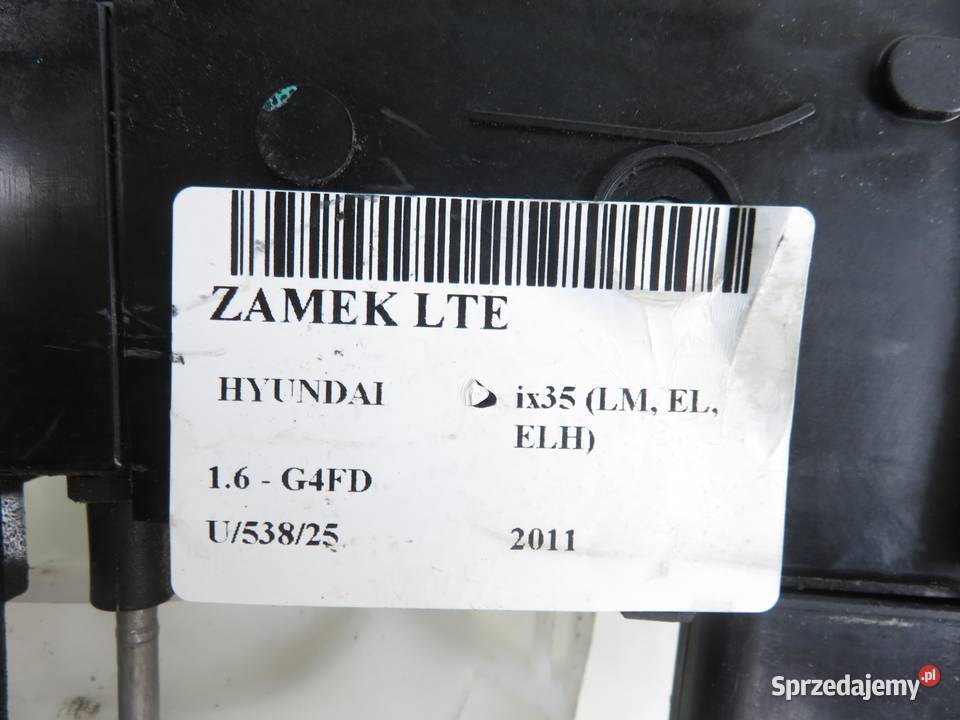 ZAMEK LTE
HYUNDAI ix35 (LM, EL,
ELH)
1.6 - G4FD
U/538/25 2011
Sprzedajemy.pl